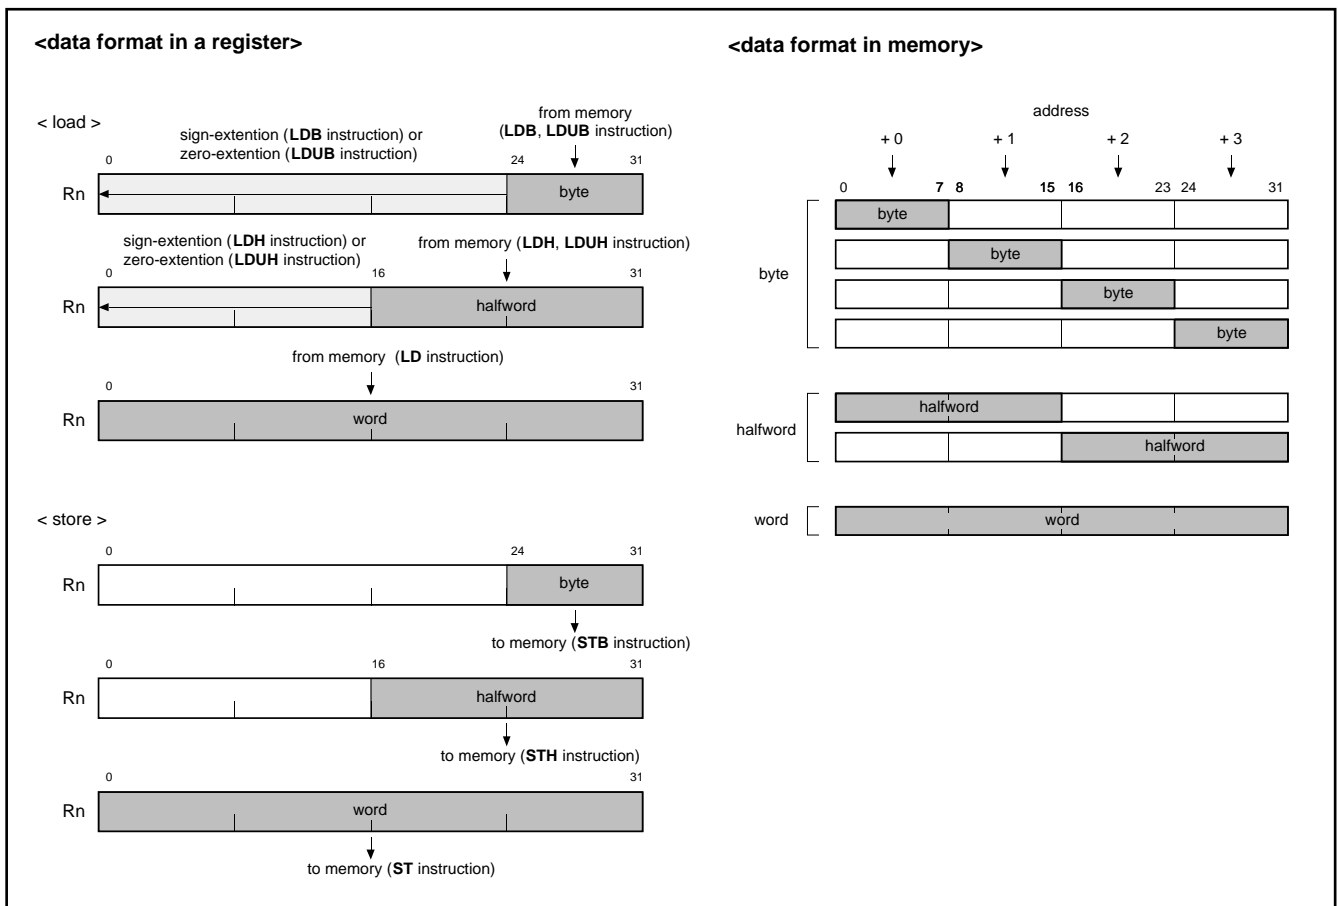 <data format in a register>
< load >
from memory
(LDB, LDUB instruction)
sign-extention (LDB instruction) or
zero-extention (LDUB instruction)
0 24 31
Rn byte
sign-extention (LDH instruction) or
zero-extention (LDUH instruction)
from memory (LDH, LDUH instruction)
0 16 31
Rn halfword
from memory (LD instruction)
0 31
Rn word
< store >
0 24 31
Rn byte
to memory (STB instruction)
0 16 31
Rn halfword
to memory (STH instruction)
0 31
Rn word
to memory (ST instruction)
<data format in memory>
address
+ 0 + 1 + 2 + 3
0 7 8 15 16 23 24 31
byte
byte
byte
byte
byte
halfword
halfword
halfword
word word